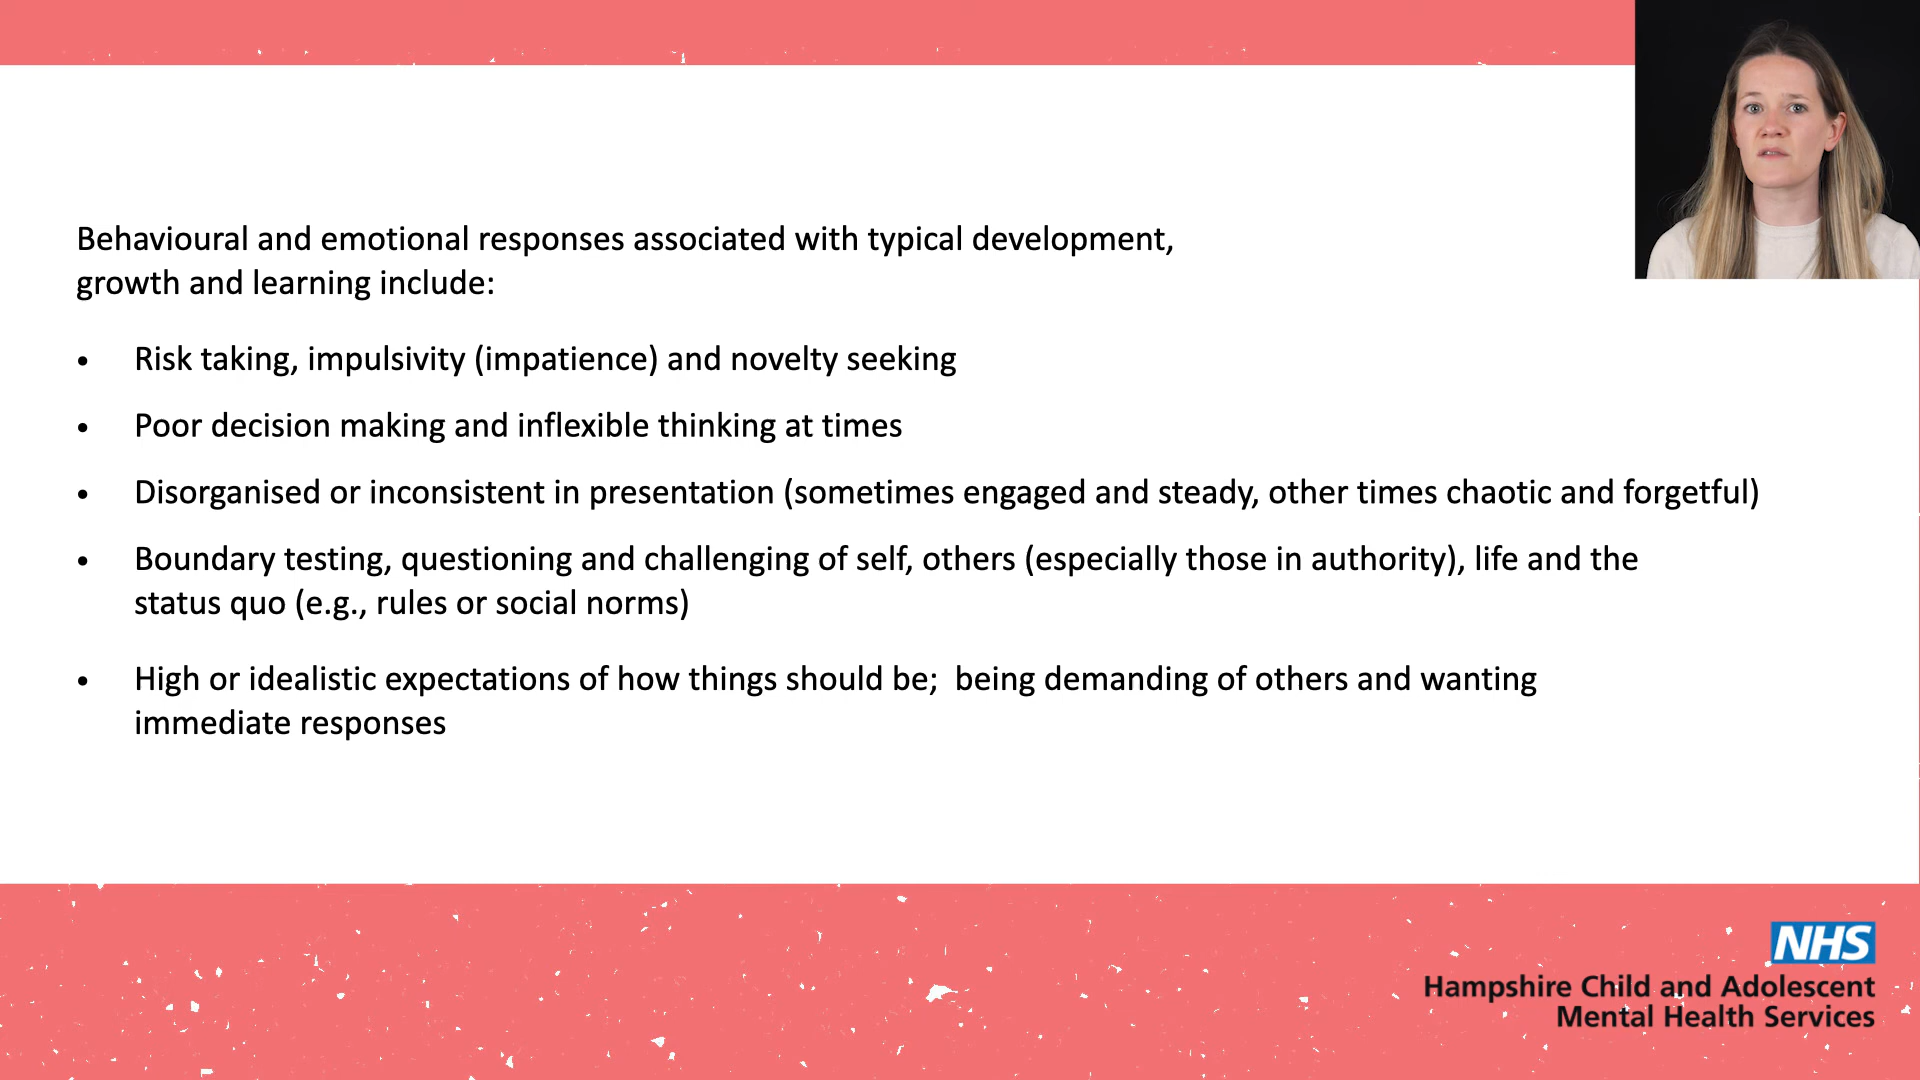 Behavioural and emotional responses associated with typical development,
growth and learning include:
• Risk taking, impulsivity (impatience) and novelty seeking
• Poor decision making and inflexible thinking at times
• Disorganised or inconsistent in presentation (sometimes engaged and steady, other times chaotic and forgetful)
• Boundary testing, questioning and challenging of self, others (especially those in authority), life and the
status quo (e.g., rules or social norms)
• High or idealistic expectations of how things should be;  being demanding of others and wanting
immediate responses
NHS
Hampshire Child and Adolescent
Mental Health Services